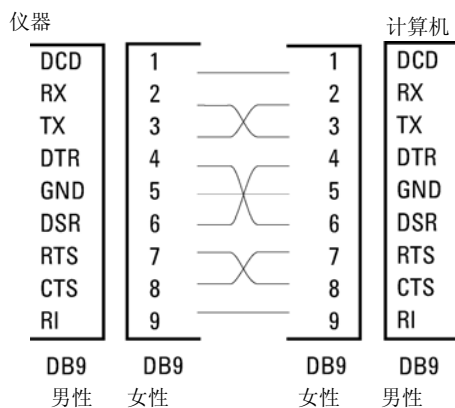 仪器 计算机
DCD 1 1 DCD
RX 2 2 RX
TX 3 3 TX
DTR 4 4 DTR
GND 5 5 GND
DSR 6 6 DSR
RTS 7 7 RTS
CTS 8 8 CTS
RI 9 9 RI
DB9 DB9 DB9 DB9
男性 女性 女性 男性